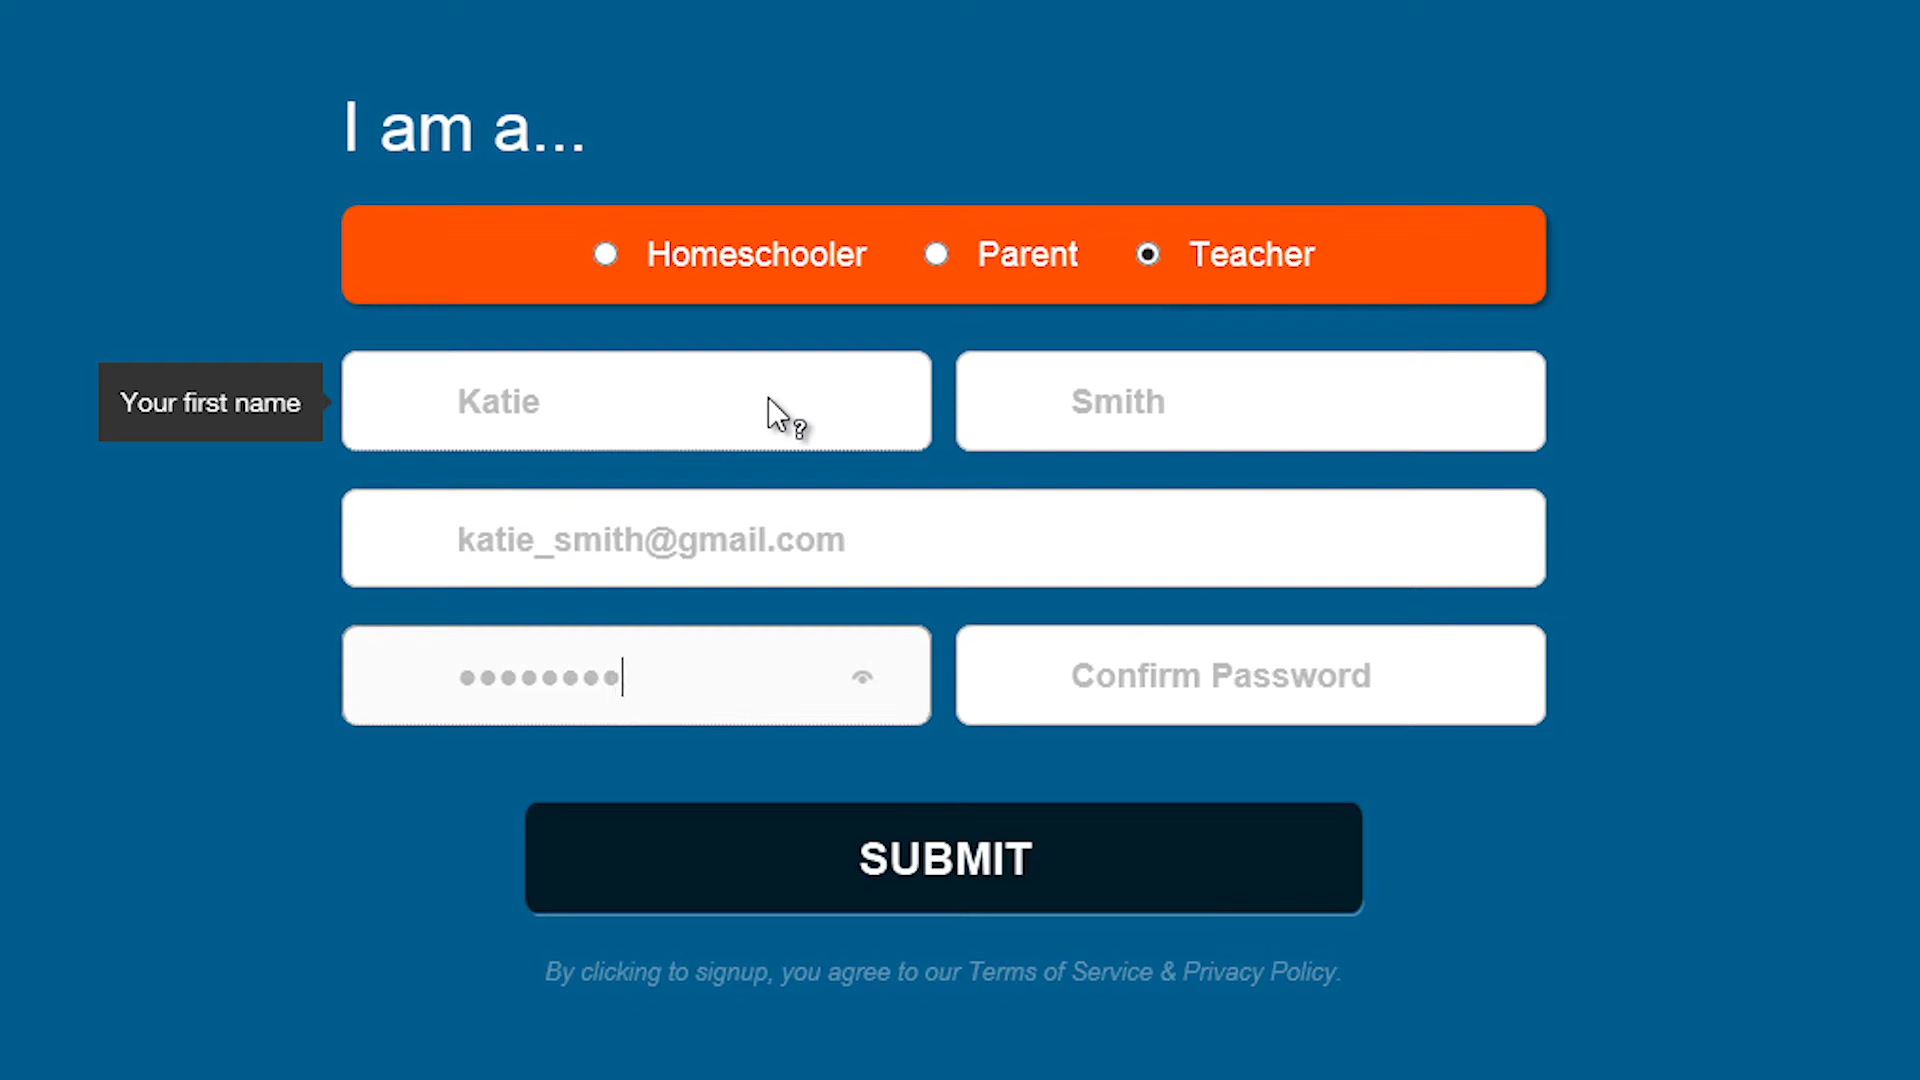 I am a...
Homeschooler Parent Teacher
Your first name
Katie
Smith
katie_smith@gmail.com
••••••••
Confirm Password
SUBMIT
By clicking to signup, you agree to our Terms of Service & Privacy Policy.